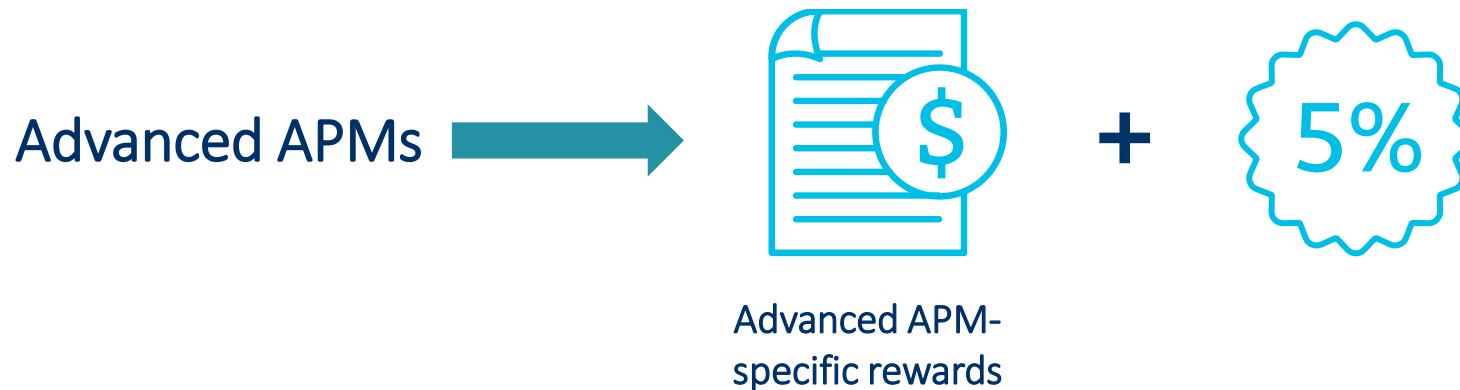 Advanced APMs
$
+
5%
Advanced APM-
specific rewards